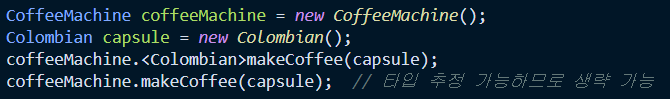 CoffeeMachine coffeeMachine = new CoffeeMachine();
Colombian capsule = new Colombian();
coffeeMachine.<Colombian>makeCoffee(capsule);
coffeeMachine.makeCoffee(capsule);  // 타입 추정 가능하므로 생략 가능